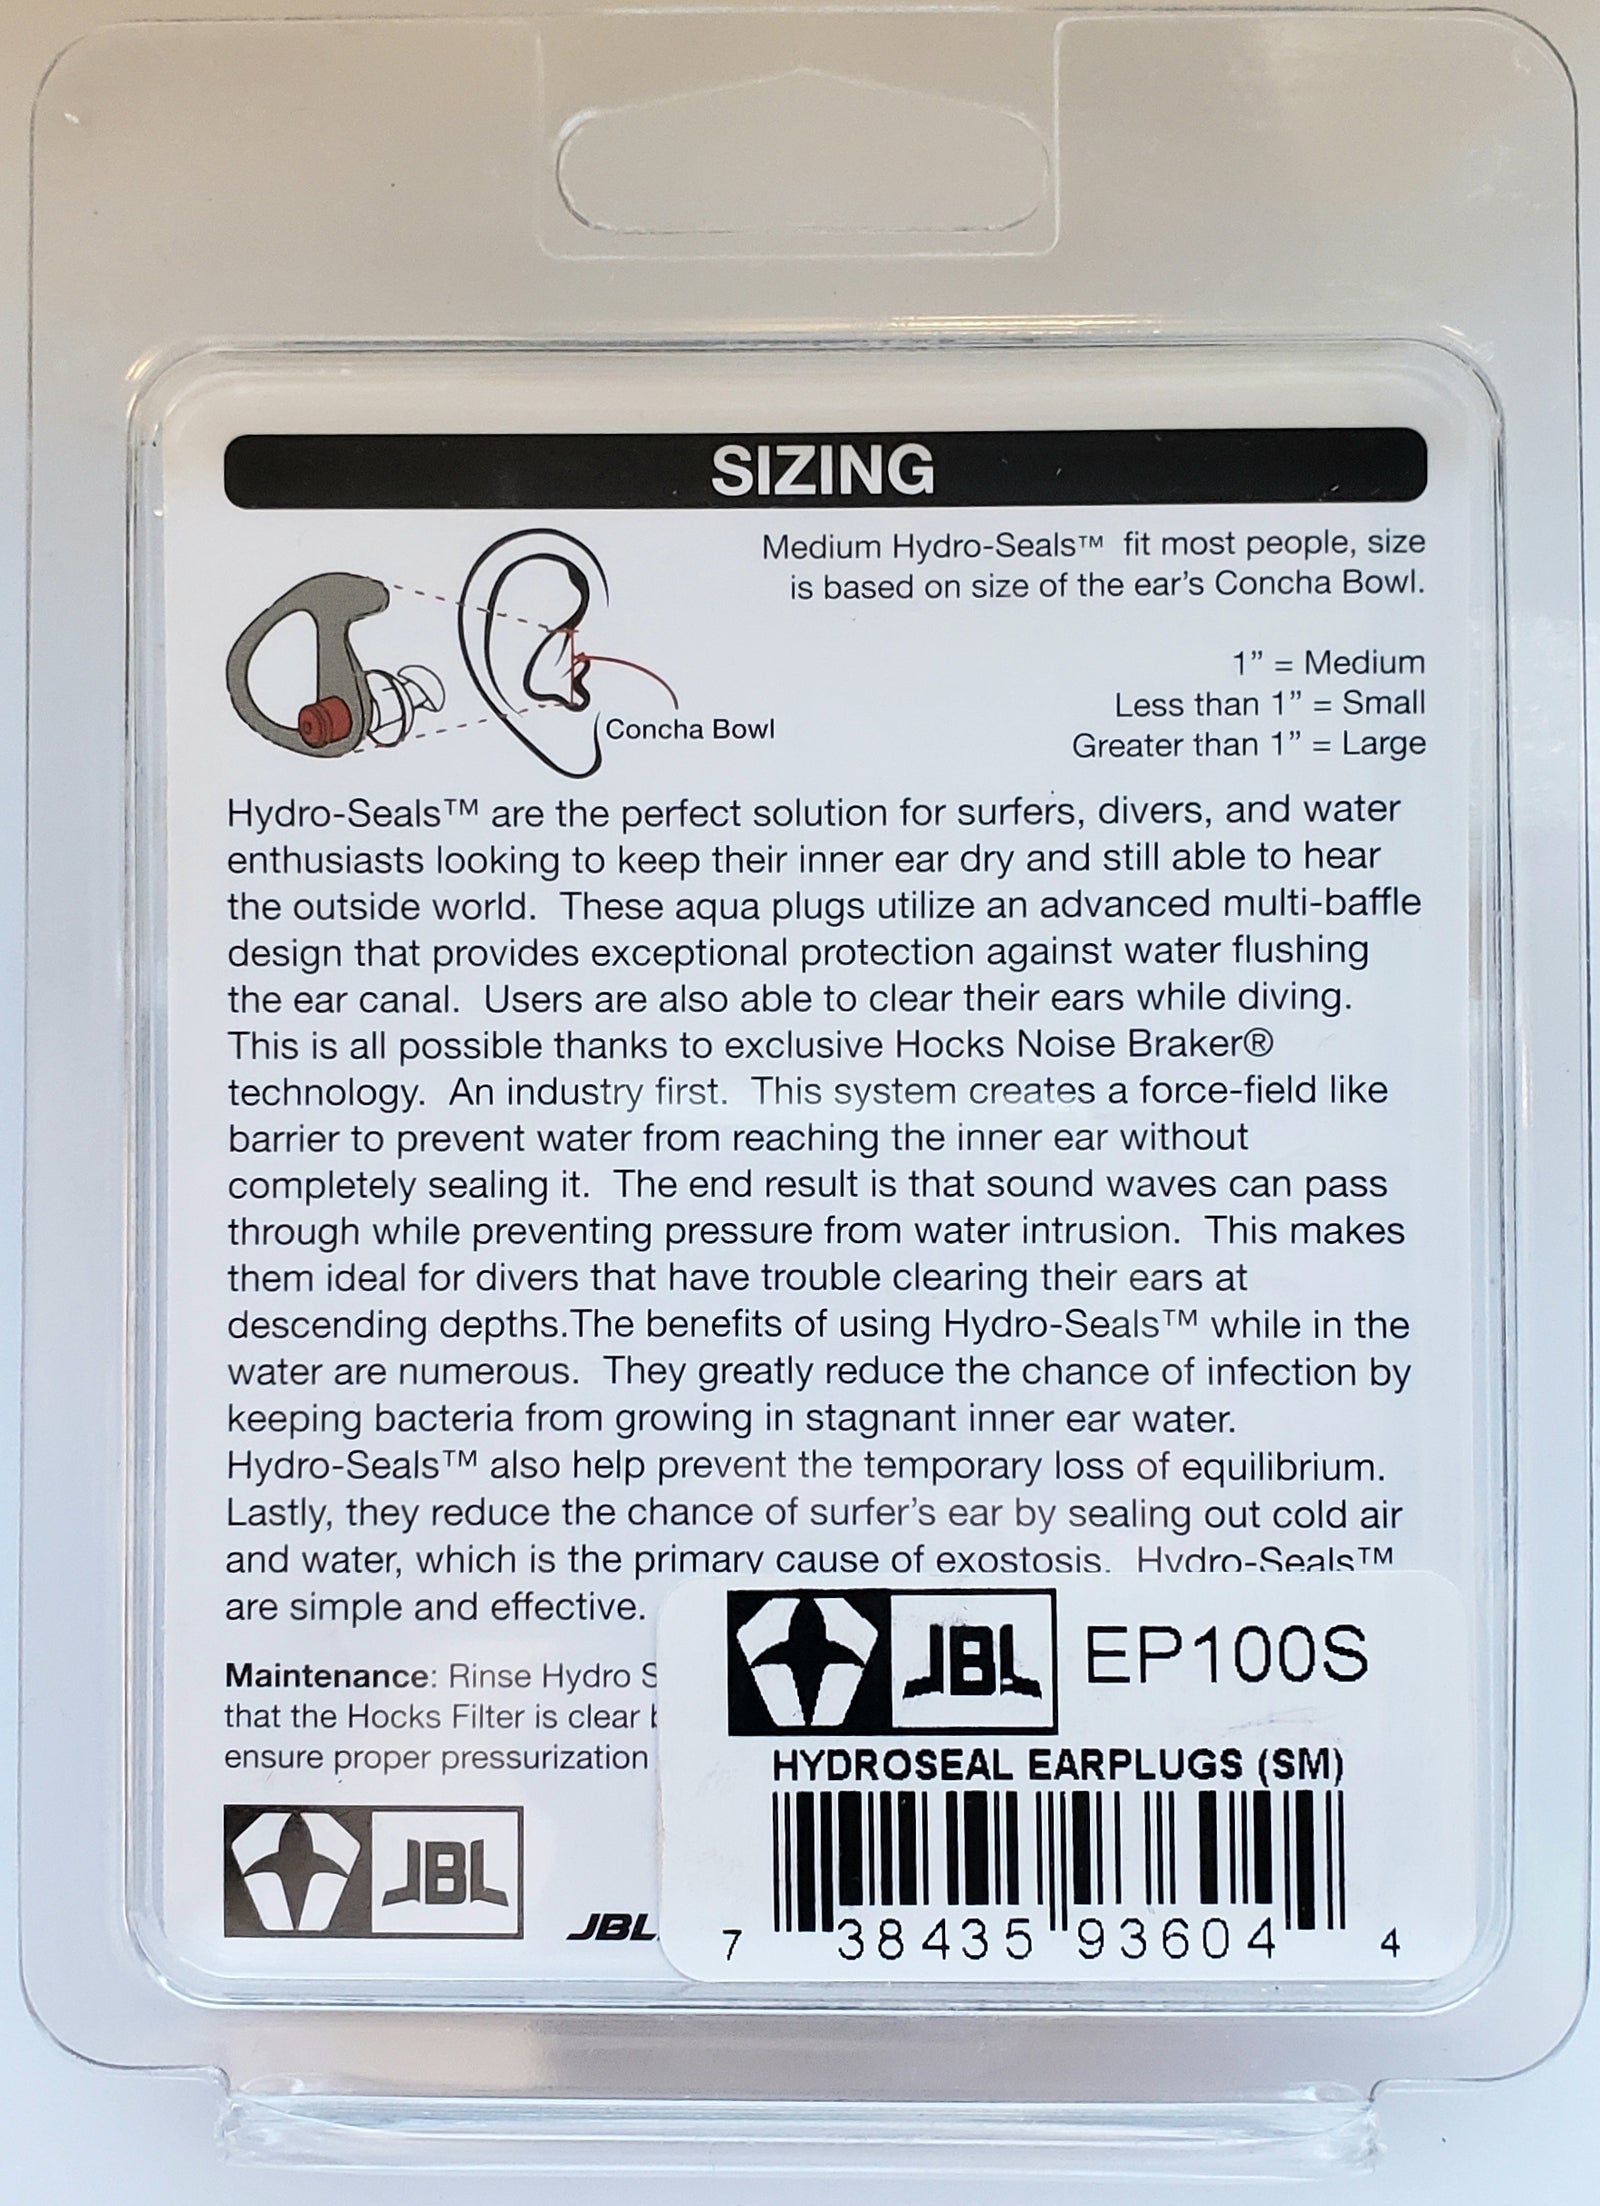 SIZING
Medium Hydro-Seals™ fit most people, size
is based on size of the ear's Concha Bowl.
1” = Medium
Less than 1” = Small
Greater than 1” = Large
Concha Bowl
Hydro-Seals™ are the perfect solution for surfers, divers, and water
enthusiasts looking to keep their inner ear dry and still able to hear
the outside world. These aqua plugs utilize an advanced multi-baffle
design that provides exceptional protection against water flushing
the ear canal. Users are also able to clear their ears while diving.
This is all possible thanks to exclusive Hocks Noise Braker®
technology. An industry first. This system creates a force-field like
barrier to prevent water from reaching the inner ear without
completely sealing it. The end result is that sound waves can pass
through while preventing pressure from water intrusion. This makes
them ideal for divers that have trouble clearing their ears at
descending depths.The benefits of using Hydro-Seals™ while in the
water are numerous. They greatly reduce the chance of infection by
keeping bacteria from growing in stagnant inner ear water.
Hydro-Seals™ also help prevent the temporary loss of equilibrium.
Lastly, they reduce the chance of surfer's ear by sealing out cold air
and water, which is the primary cause of exostosis. Hydro-Seals™
are simple and effective.
Maintenance: Rinse Hydro S
that the Hocks Filter is clear
ensure proper pressurization
JBL
JBL
JBL EP100S
HYDROSEAL EARPLUGS (SM)
7 38435 93604 4